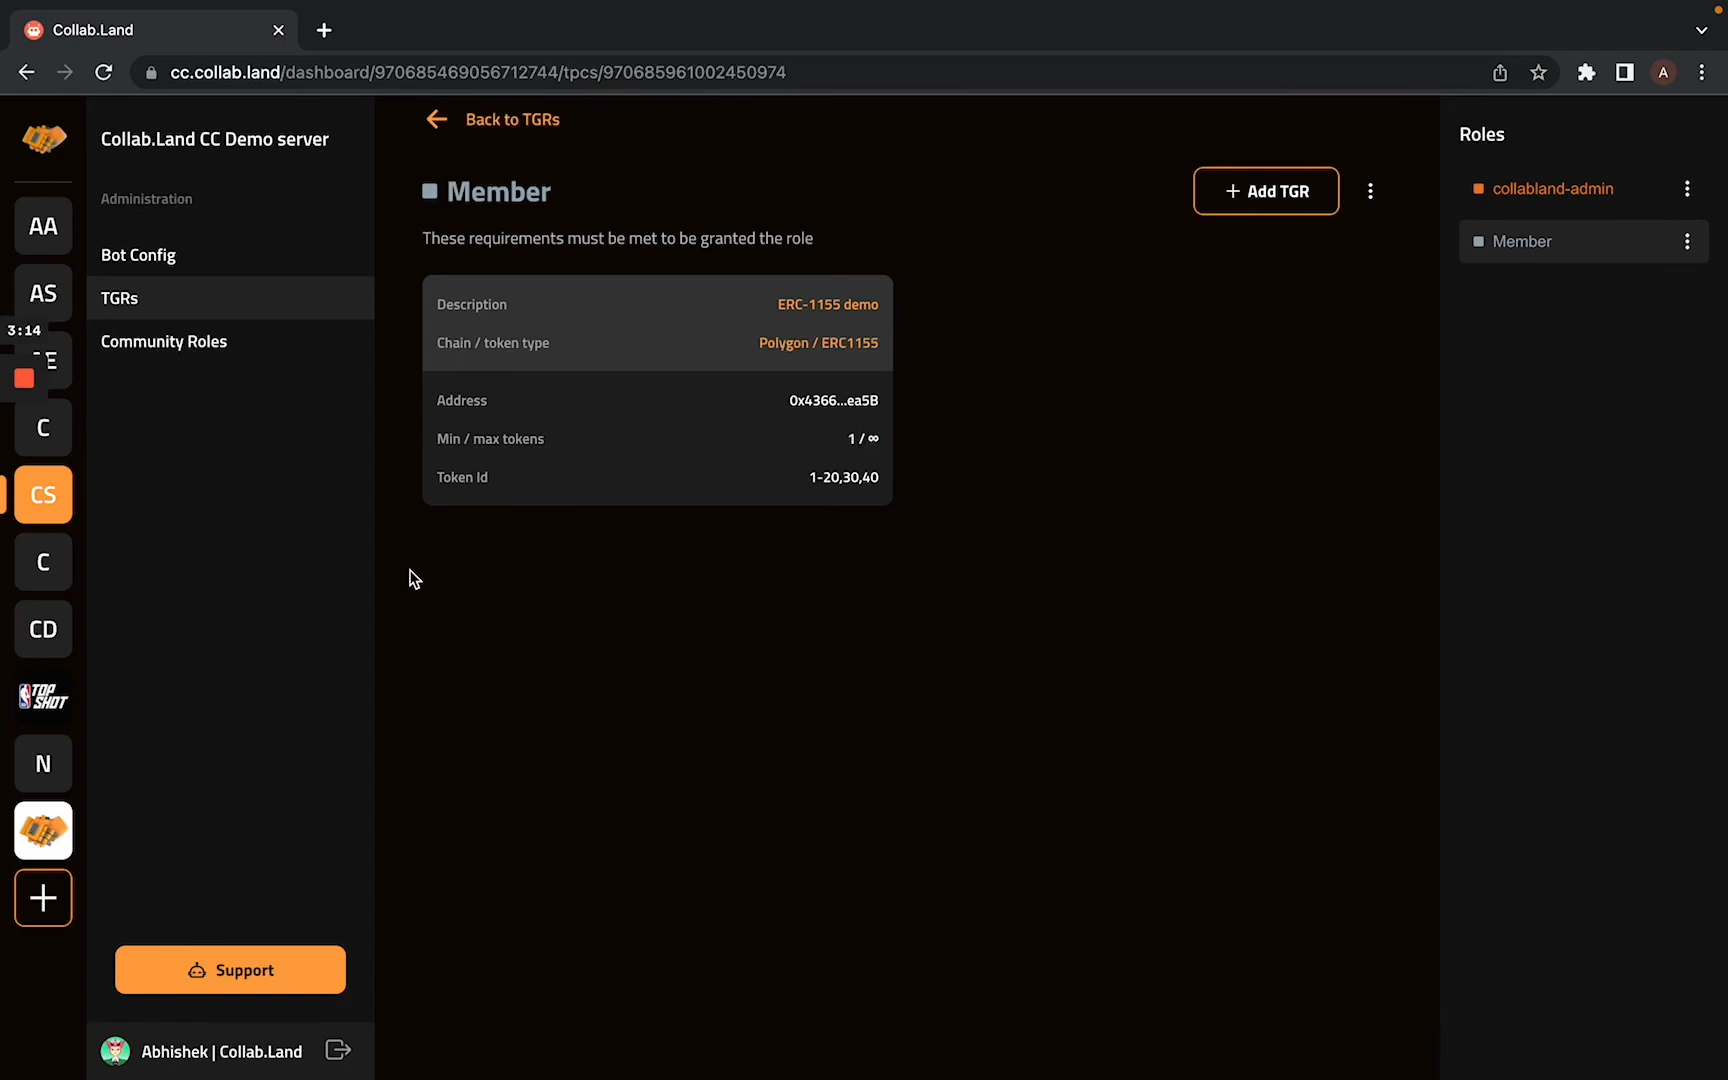 Collab.Land
cc.collab.land/dashboard/970685469056712744/tpcs/970685961002450974
A
AA
AS
3:14
E
C
CS
C
CD
TOP SHOT
N
Collab.Land CC Demo server
Administration
Bot Config
TGRs
Community Roles
Support
Abhishek | Collab.Land
Back to TGRs
Member
+ Add TGR
These requirements must be met to be granted the role
Description ERC-1155 demo
Chain / token type Polygon / ERC1155
Address 0x4366...ea5B
Min / max tokens 1 / ∞
Token Id 1-20,30,40
Roles
collabland-admin
Member